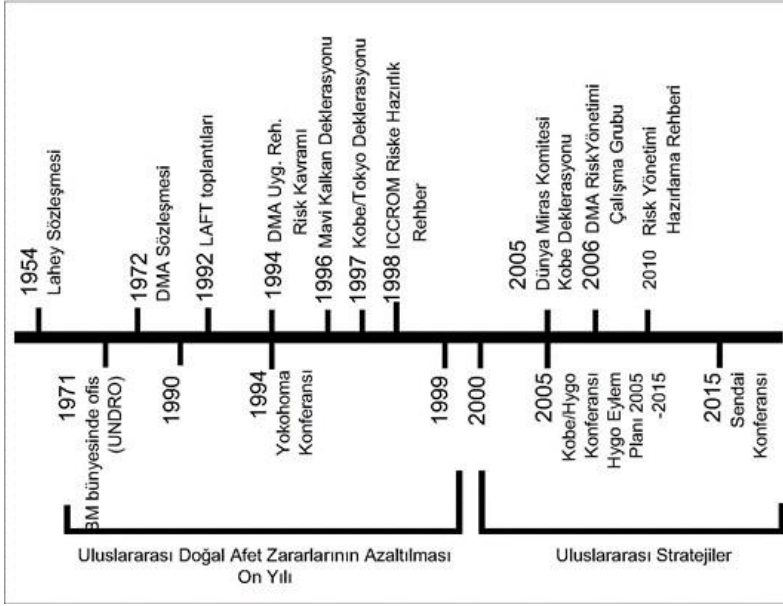 1954
Lahey Sözleşmesi
1972
DMA Sözleşmesi
1992 LAFT toplantıları
1994 DMA Uyg. Reh.
Risk Kavramı
1996 Mavi Kalkan Deklerasyonu
1997 Kobe/Tokyo Deklerasyonu
1998 ICCROM Riske Hazırlık
Rehber
2005
Dünya Miras Komitesi
Kobe Deklerasyonu
2006 DMA RiskYönetimi
Çalışma Grubu
2010 Risk Yönetimi
Hazırlama Rehberi
1971
BM bünyesinde ofis
(UNDRO)
1990
1994
Yokohoma
Konferansı
1999
2000
2005
Kobe/Hygo
Konferansı
Hygo Eylem
Planı 2005
-2015
2015
Sendai
Konferansı
Uluslararası Doğal Afet Zararlarının Azaltılması
On Yılı
Uluslararası Stratejiler